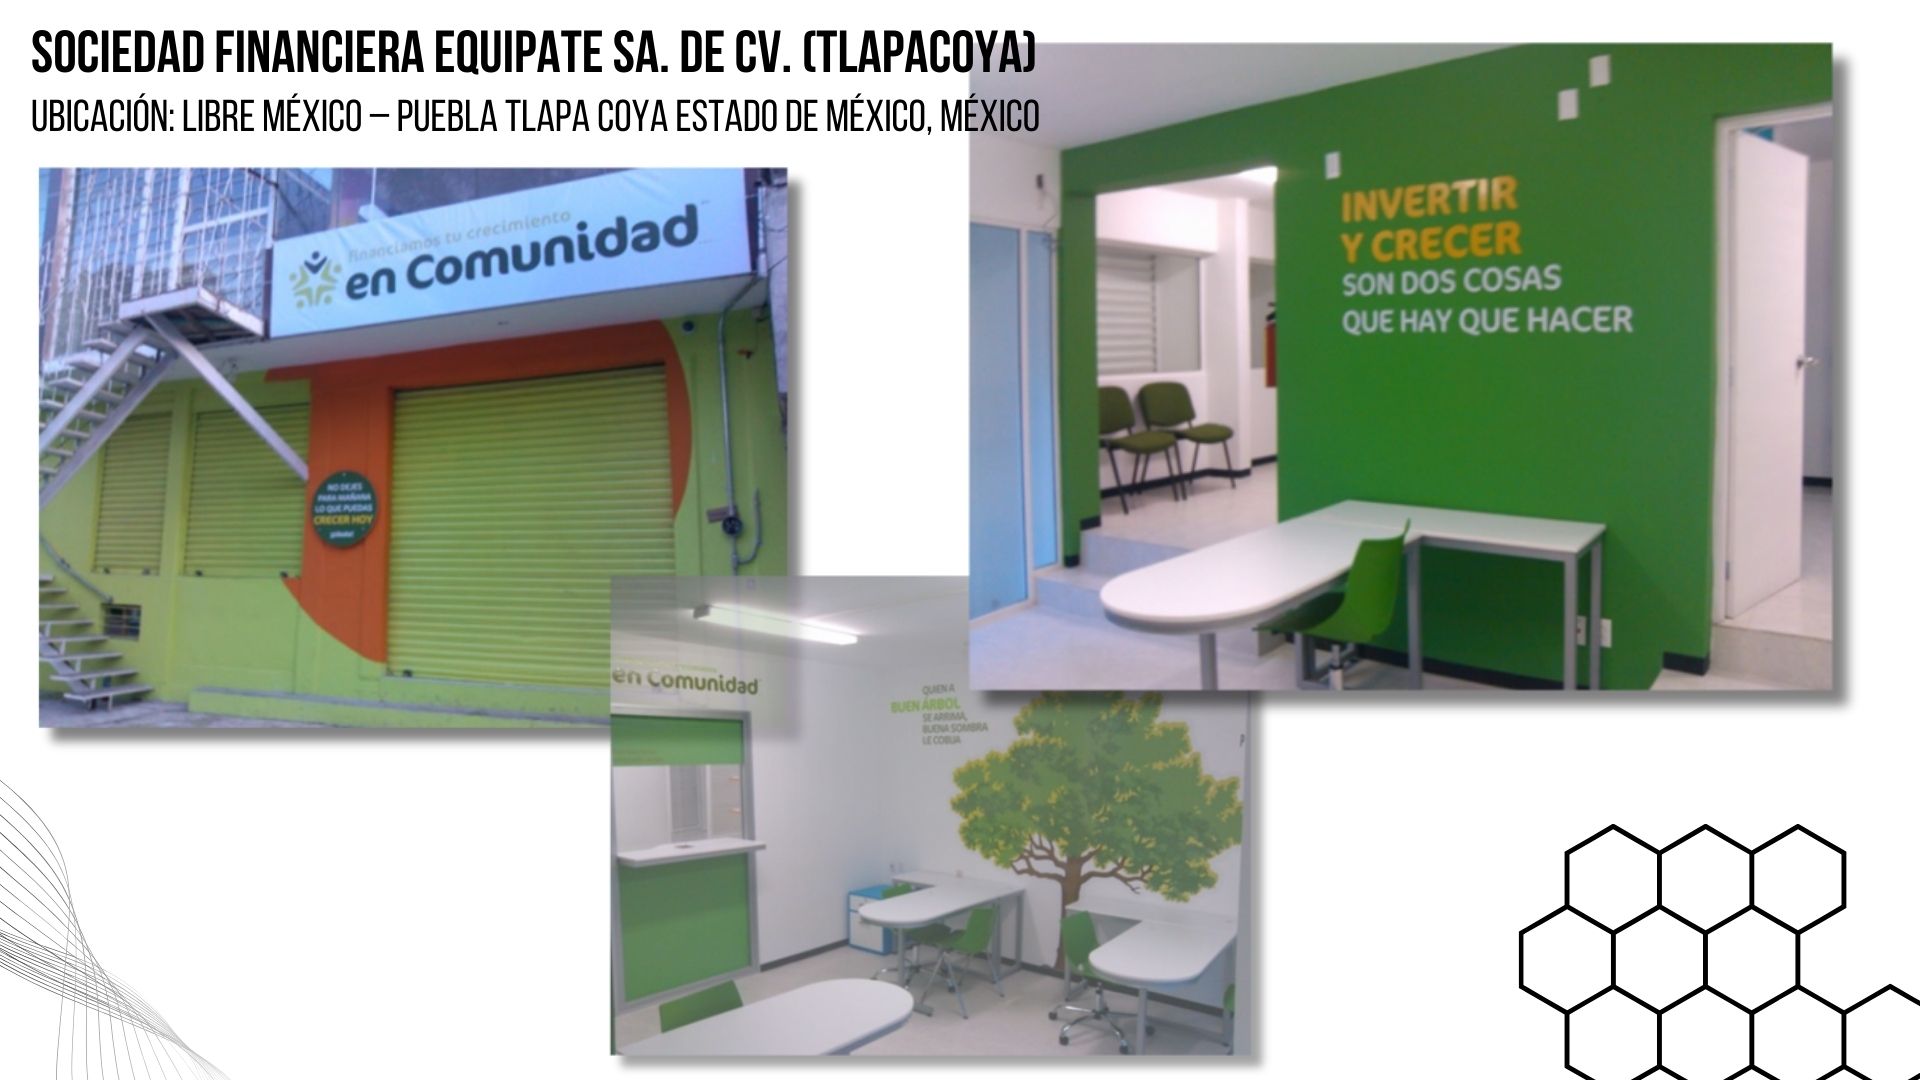 SOCIEDAD FINANCIERA EQUIPATE SA. DE CV. (TLAPACOYA)
UBICACIÓN: LIBRE MÉXICO – PUEBLA TLAPA COYA ESTADO DE MÉXICO, MÉXICO
financiamos tu crecimiento
en Comunidad
NO DEJES
PARA MAÑANA
LO QUE PUEDAS
CRECER HOY
INVERTIR
Y CRECER
SON DOS COSAS
QUE HAY QUE HACER
en Comunidad
QUIEN A
BUEN ÁRBOL
SE ARRIMA,
BUENA SOMBRA
LE COBIJA
P